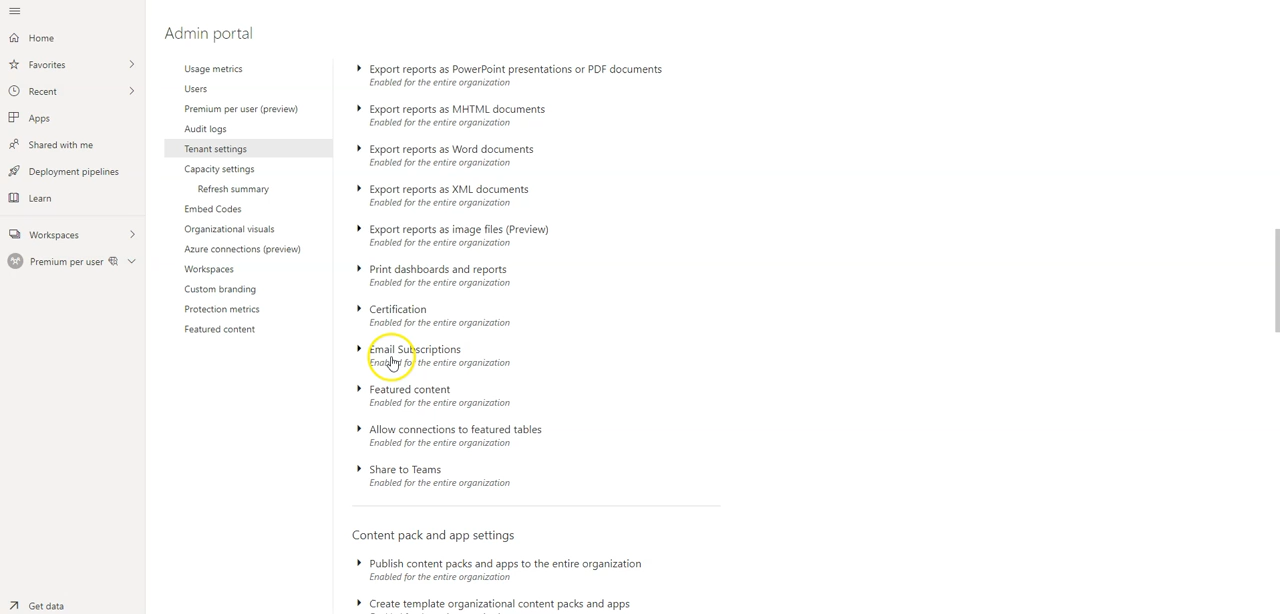 Home
Favorites
Recent
Apps
Shared with me
Deployment pipelines
Learn
Workspaces
Premium per user
Get data
Admin portal
Usage metrics
Users
Premium per user (preview)
Audit logs
Tenant settings
Capacity settings
Refresh summary
Embed Codes
Organizational visuals
Azure connections (preview)
Workspaces
Custom branding
Protection metrics
Featured content
Export reports as PowerPoint presentations or PDF documents
Enabled for the entire organization
Export reports as MHTML documents
Enabled for the entire organization
Export reports as Word documents
Enabled for the entire organization
Export reports as XML documents
Enabled for the entire organization
Export reports as image files (Preview)
Enabled for the entire organization
Print dashboards and reports
Enabled for the entire organization
Certification
Enabled for the entire organization
Email Subscriptions
Enabled for the entire organization
Featured content
Enabled for the entire organization
Allow connections to featured tables
Enabled for the entire organization
Share to Teams
Enabled for the entire organization
Content pack and app settings
Publish content packs and apps to the entire organization
Enabled for the entire organization
Create template organizational content packs and apps